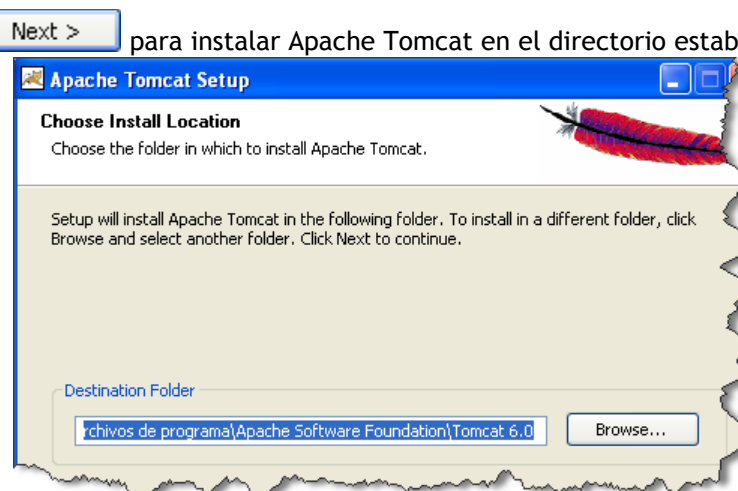 Next > para instalar Apache Tomcat en el directorio estab
Apache Tomcat Setup
Choose Install Location
Choose the folder in which to install Apache Tomcat.
Setup will install Apache Tomcat in the following folder. To install in a different folder, click
Browse and select another folder. Click Next to continue.
Destination Folder
rchivos de programa\Apache Software Foundation\Tomcat 6.0 Browse...